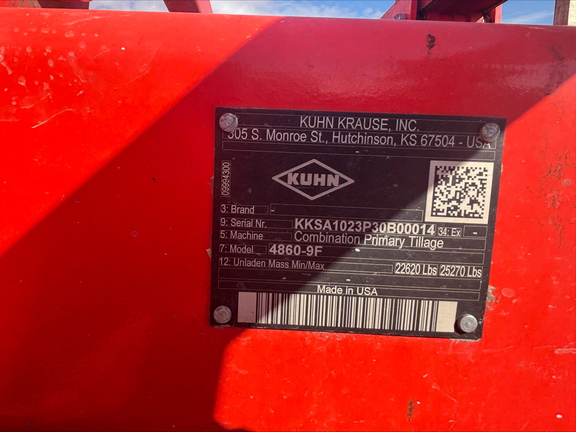 KUHN KRAUSE, INC.
305 S. Monroe St., Hutchinson, KS 67504 - USA
09994300
KUHN
3: Brand -
9: Serial Nr. KKSA1023P30B00014 34: Ex -
5: Machine Combination Primary Tillage
7: Model 4860-9F
12: Unladen Mass Min/Max 22620 Lbs 25270 Lbs
Made in USA